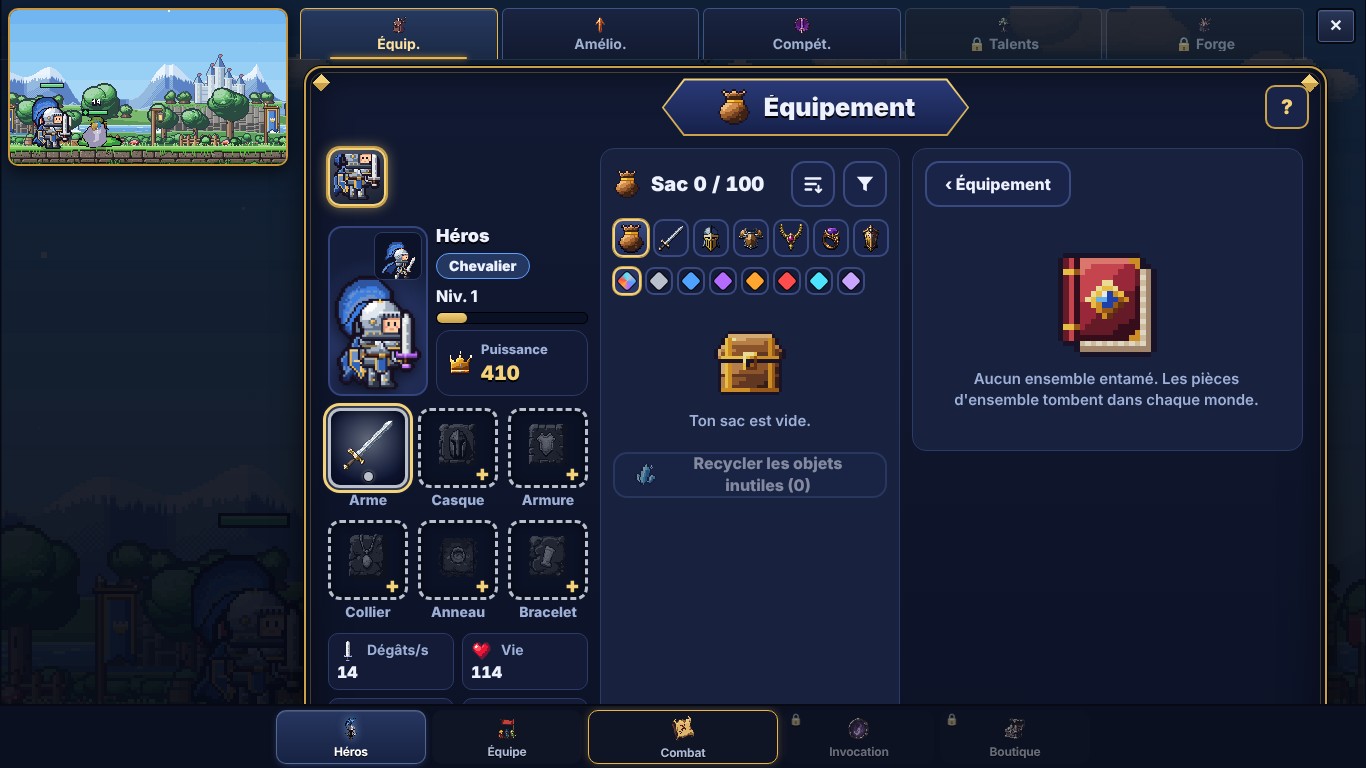 Équip.
Amélio.
Compét.
Talents
Forge
×
14
Équipement
?
Héros
Chevalier
Niv. 1
Puissance
410
Arme
Casque
Armure
Collier
Anneau
Bracelet
Dégâts/s
14
Vie
114
Sac 0 / 100
Ton sac est vide.
Recycler les objets
inutiles (0)
‹ Équipement
Aucun ensemble entamé. Les pièces
d'ensemble tombent dans chaque monde.
Héros
Équipe
Combat
Invocation
Boutique